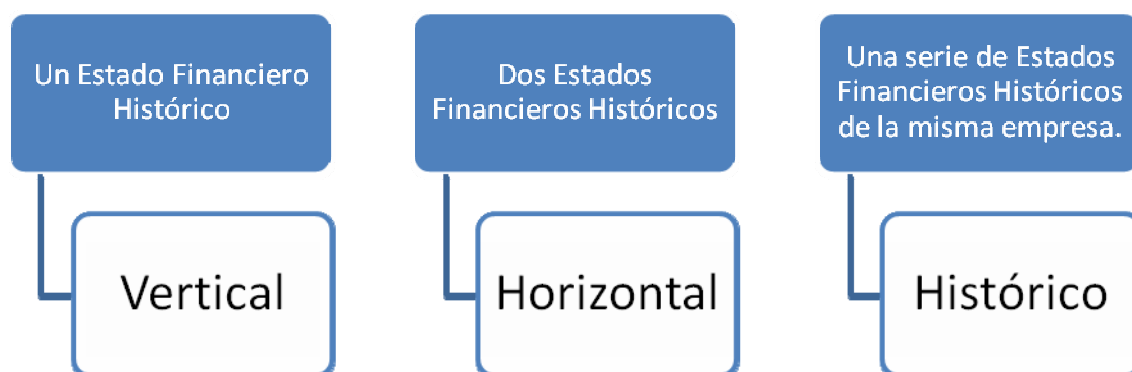 Un Estado Financiero
Histórico
Vertical
Dos Estados
Financieros Históricos
Horizontal
Una serie de Estados
Financieros Históricos
de la misma empresa.
Histórico